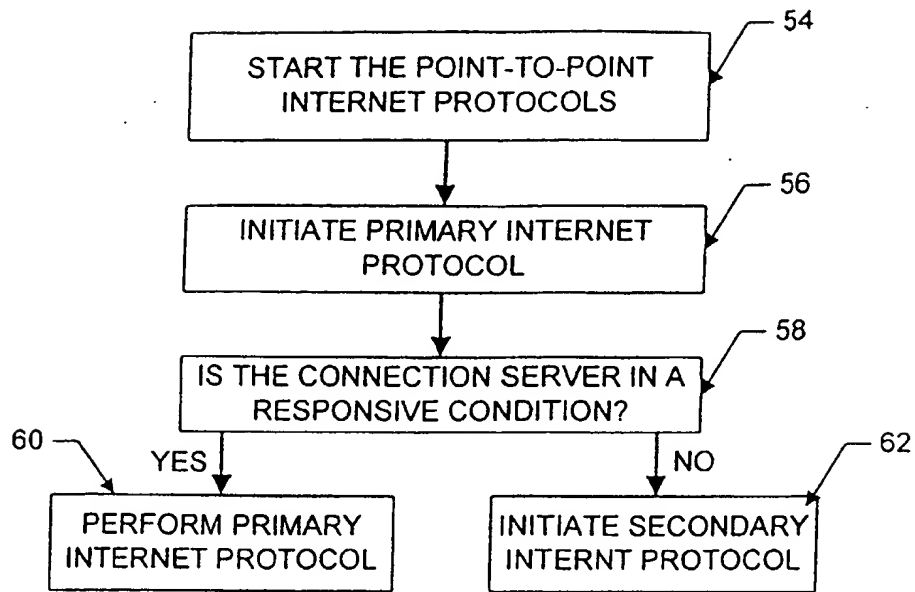 54
START THE POINT-TO-POINT
INTERNET PROTOCOLS
56
INITIATE PRIMARY INTERNET
PROTOCOL
58
IS THE CONNECTION SERVER IN A
RESPONSIVE CONDITION?
60
YES
NO
62
PERFORM PRIMARY
INTERNET PROTOCOL
INITIATE SECONDARY
INTERNT PROTOCOL